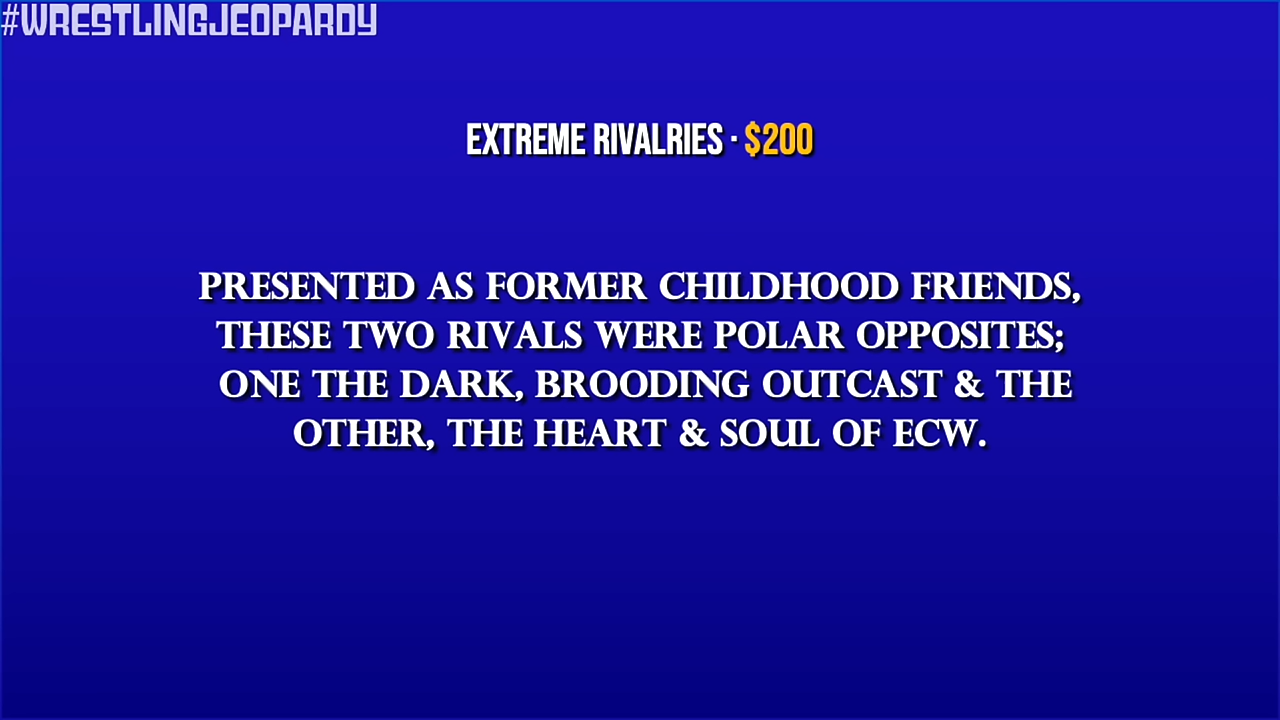 #WRESTLINGJEOPARDY
EXTREME RIVALRIES · $200
PRESENTED AS FORMER CHILDHOOD FRIENDS,
THESE TWO RIVALS WERE POLAR OPPOSITES;
ONE THE DARK, BROODING OUTCAST & THE
OTHER, THE HEART & SOUL OF ECW.